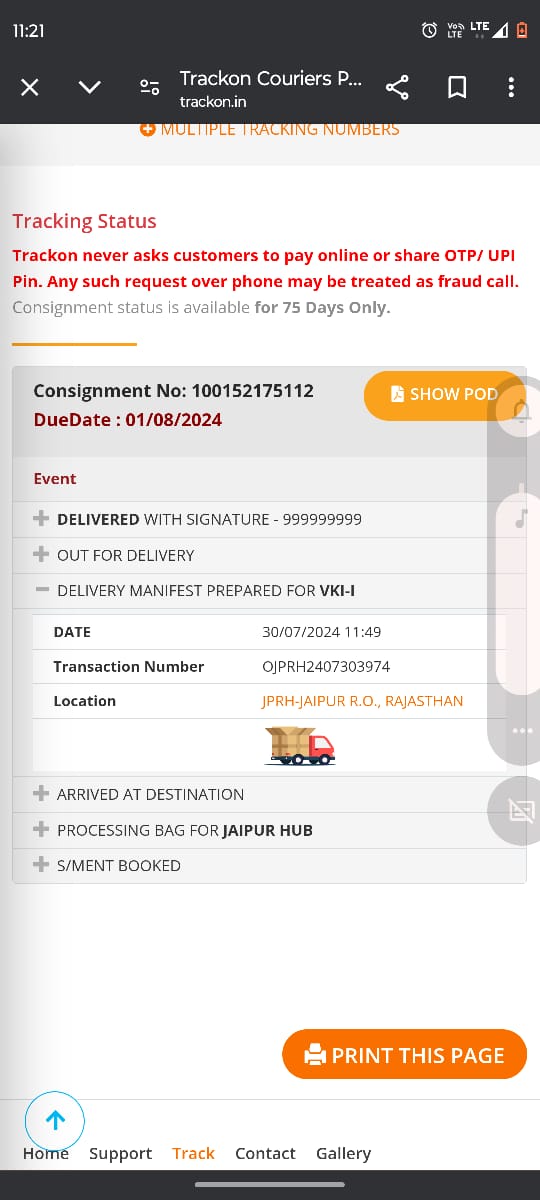 11:21
Vo))
LTE
LTE
Trackon Couriers P...
trackon.in
MULTIPLE TRACKING NUMBERS
Tracking Status
Trackon never asks customers to pay online or share OTP/ UPI
Pin. Any such request over phone may be treated as fraud call.
Consignment status is available for 75 Days Only.
Consignment No: 100152175112
SHOW POD
DueDate : 01/08/2024
Event
DELIVERED WITH SIGNATURE - 999999999
OUT FOR DELIVERY
DELIVERY MANIFEST PREPARED FOR VKI-I
DATE 30/07/2024 11:49
Transaction Number OJPRH2407303974
Location JPRH-JAIPUR R.O., RAJASTHAN
ARRIVED AT DESTINATION
PROCESSING BAG FOR JAIPUR HUB
S/MENT BOOKED
PRINT THIS PAGE
Home Support Track Contact Gallery